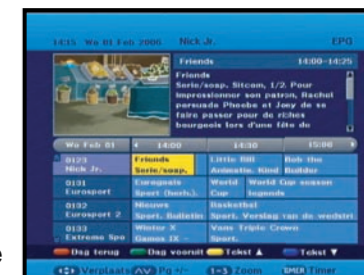 14:15 Wo 01 Feb 2006 Nick Jr. EPG
Friends 14:00-14:25
Friends
Serie/soap. Sitcom, 1/2. Pour
impressionner son patron, Rachel
persuade Phoebe et Joey de se
faire passer pour de riches
bourgeois lors d'une fête de
Wo Feb 01 14:00 14:30 15:00
0123 Friends Little Bill Bob the
Nick Jr. Serie/soap. Animatie. Kind Builder
0131 Eurogoals World World Cup season
Eurosport Sport (herh.). Cup legends
0132 Nieuws Basketbal
Eurosport 2 Sport. Bulletin Sport. Verslag van de wedstri
0133 Winter X Vans Triple Crown
Extreme Spo Games IX - Sport.
Dag terug Dag vooruit Tekst Tekst
Verplaats Pg +/- 1-3 Zoom Timer
e